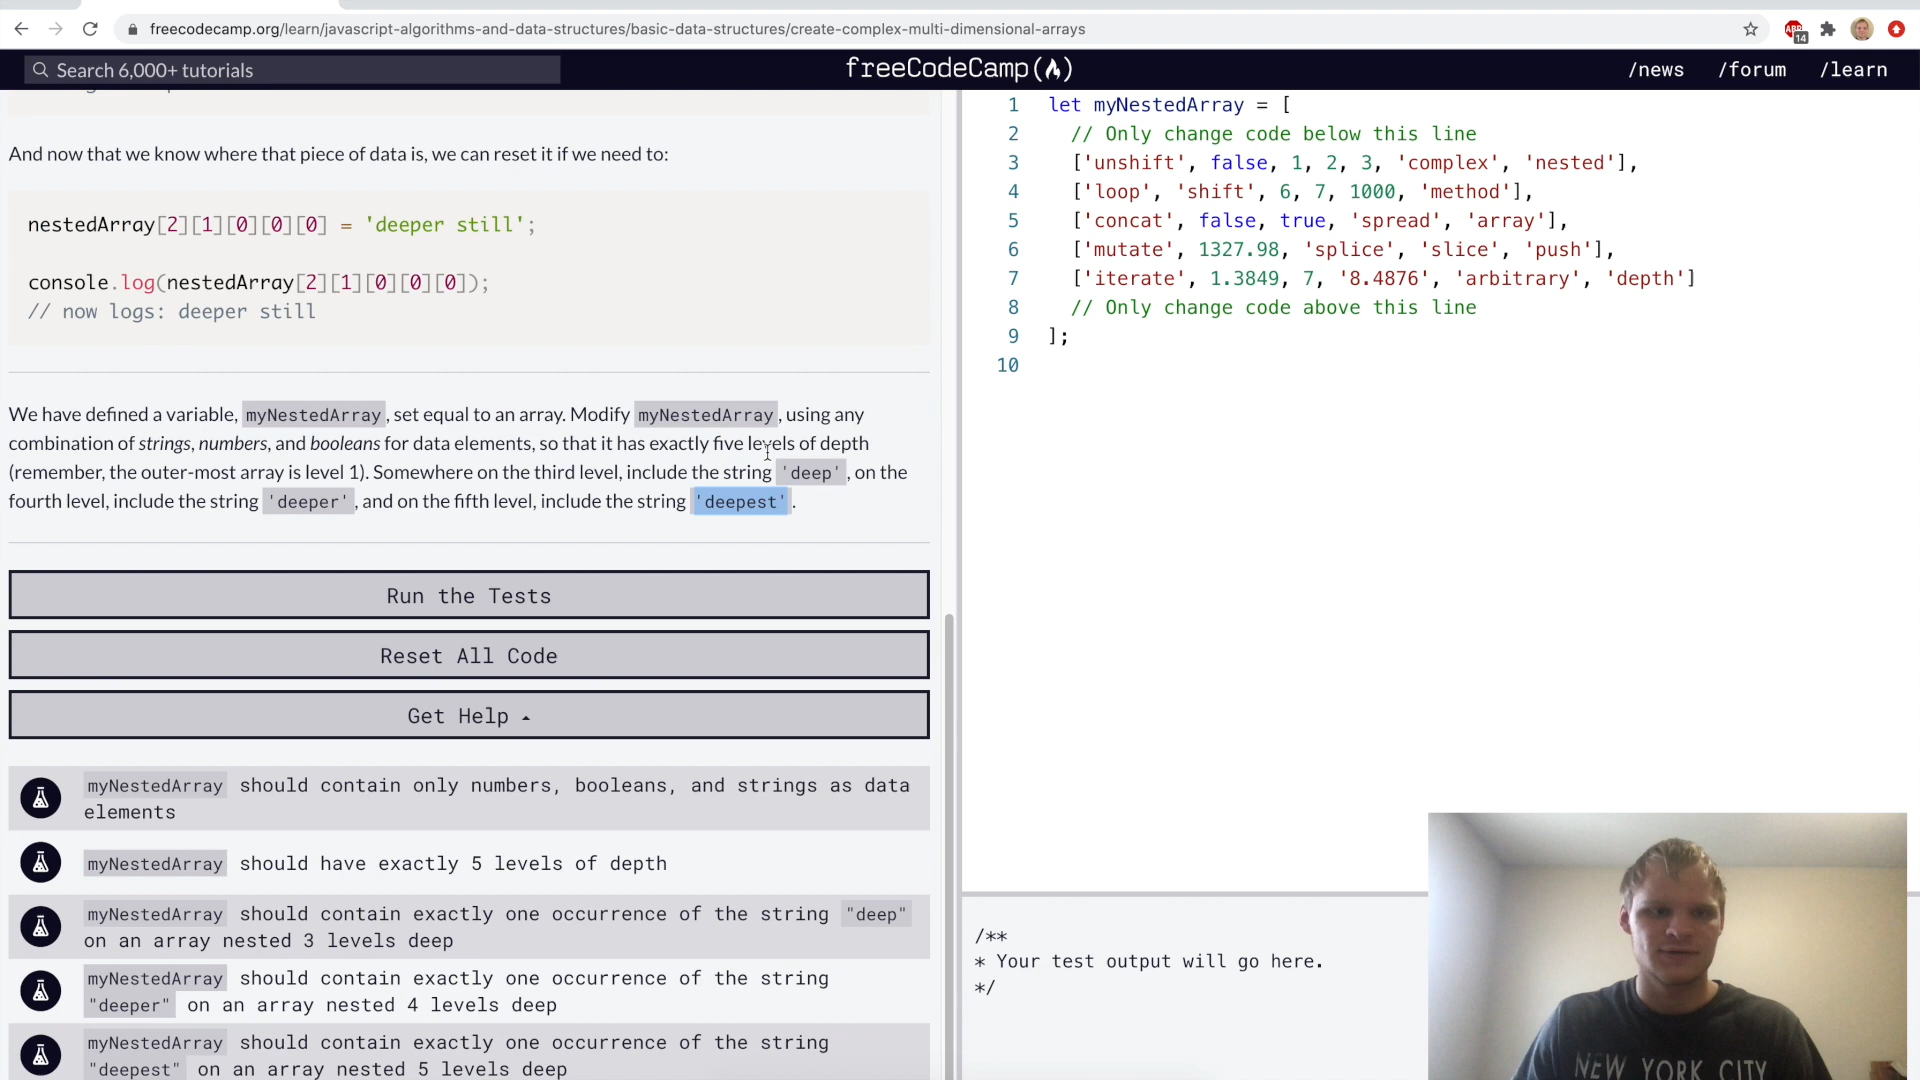 freecodecamp.org/learn/javascript-algorithms-and-data-structures/basic-data-structures/create-complex-multi-dimensional-arrays
14
Search 6,000+ tutorials
freeCodeCamp
/news
/forum
/learn
And now that we know where that piece of data is, we can reset it if we need to:
nestedArray[2][1][0][0][0] = 'deeper still';
console.log(nestedArray[2][1][0][0][0]);
// now logs: deeper still
We have defined a variable, myNestedArray, set equal to an array. Modify myNestedArray, using any
combination of strings, numbers, and booleans for data elements, so that it has exactly five levels of depth
(remember, the outer-most array is level 1). Somewhere on the third level, include the string 'deep', on the
fourth level, include the string 'deeper', and on the fifth level, include the string 'deepest'.
Run the Tests
Reset All Code
Get Help
myNestedArray should contain only numbers, booleans, and strings as data
elements
myNestedArray should have exactly 5 levels of depth
myNestedArray should contain exactly one occurrence of the string "deep"
on an array nested 3 levels deep
myNestedArray should contain exactly one occurrence of the string
"deeper" on an array nested 4 levels deep
myNestedArray should contain exactly one occurrence of the string
"deepest" on an array nested 5 levels deep
1 let myNestedArray = [
2 // Only change code below this line
3 ['unshift', false, 1, 2, 3, 'complex', 'nested'],
4 ['loop', 'shift', 6, 7, 1000, 'method'],
5 ['concat', false, true, 'spread', 'array'],
6 ['mutate', 1327.98, 'splice', 'slice', 'push'],
7 ['iterate', 1.3849, 7, '8.4876', 'arbitrary', 'depth']
8 // Only change code above this line
9 ];
10
/**
* Your test output will go here.
*/
NEW YORK CITY